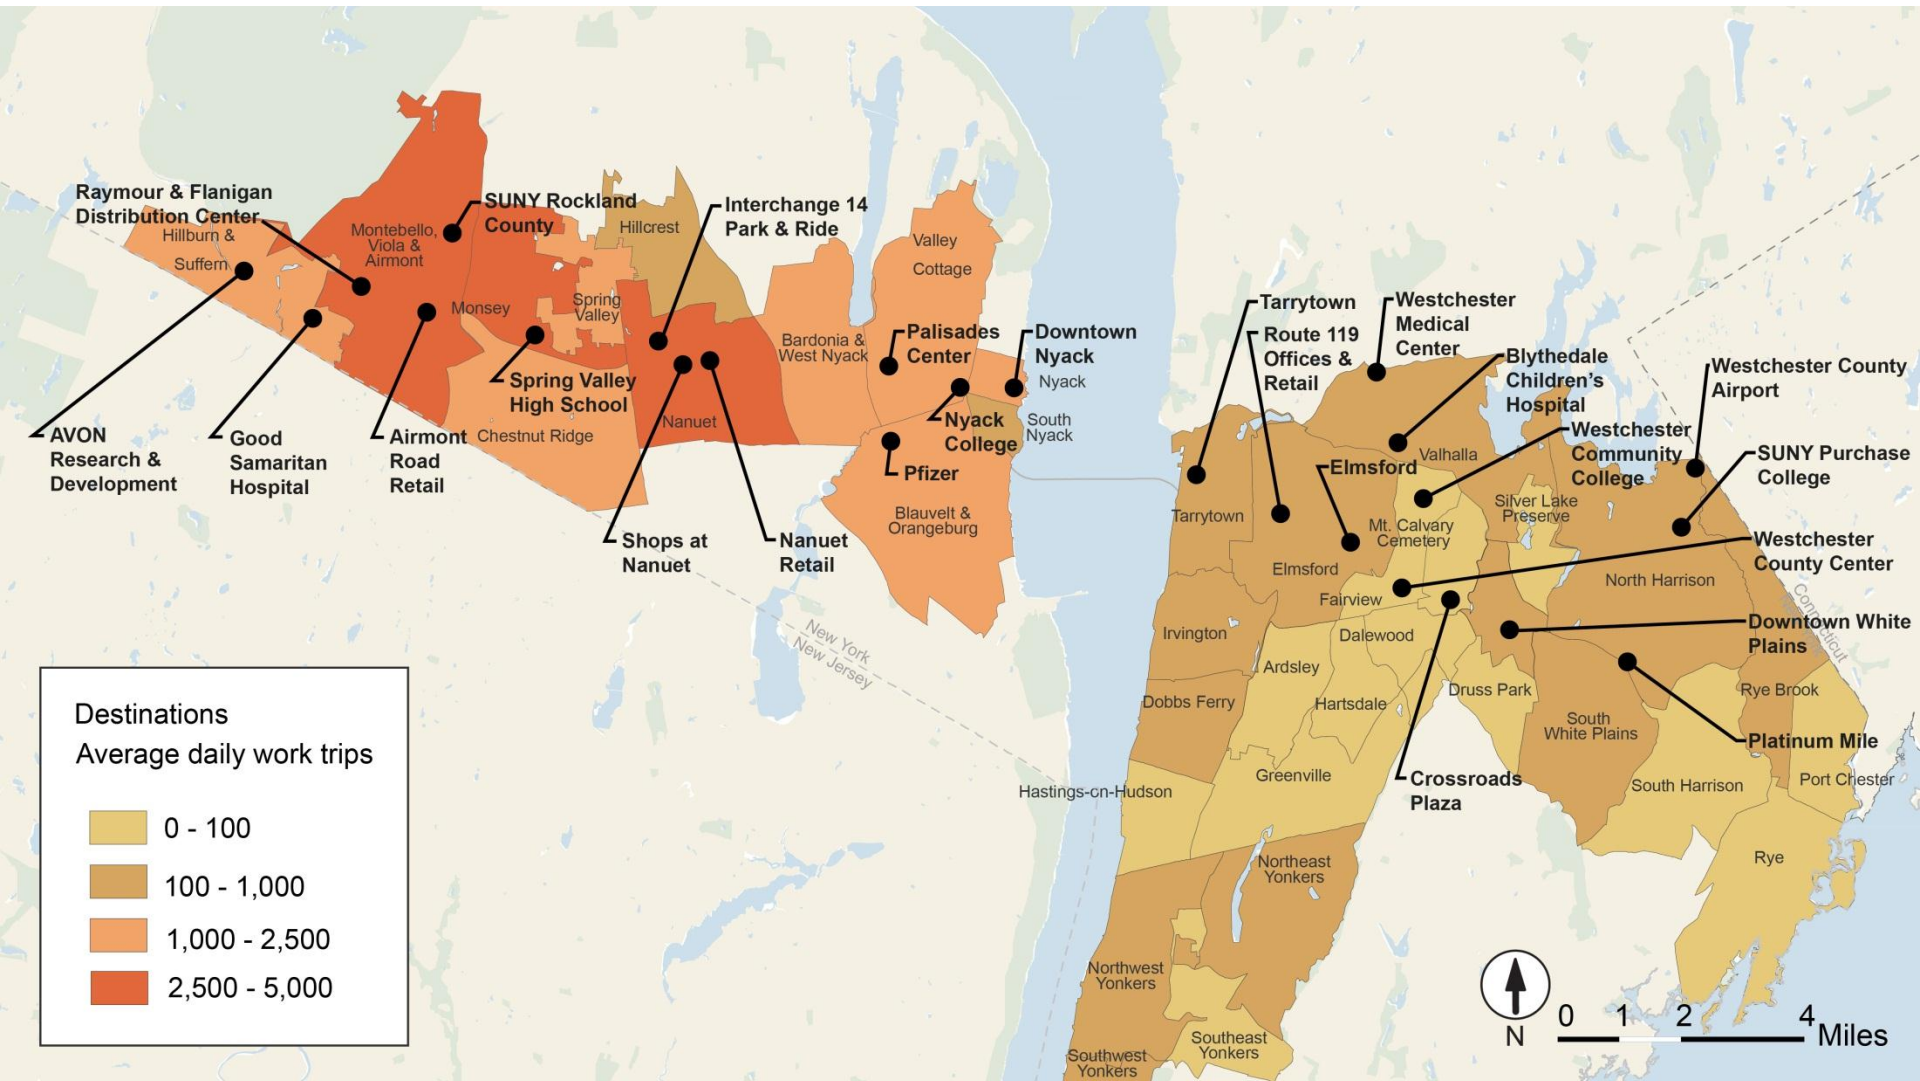 Raymour & Flanigan
Distribution Center
Hillburn &
Suffern
Montebello,
Viola &
Airmont
SUNY Rockland
County
Hillcrest
Interchange 14
Park & Ride
Valley
Cottage
Monsey
Spring
Valley
Bardonia &
West Nyack
Palisades
Center
Downtown
Nyack
Nyack
South
Nyack
Spring Valley
High School
Nanuet
Chestnut Ridge
Nyack
College
Pfizer
Blauvelt &
Orangeburg
AVON
Research &
Development
Good
Samaritan
Hospital
Airmont
Road
Retail
Shops at
Nanuet
Nanuet
Retail
New York
New Jersey
Tarrytown
Route 119
Offices &
Retail
Westchester
Medical
Center
Blythedale
Children's
Hospital
Westchester County
Airport
Westchester
Community
College
SUNY Purchase
College
Elmsford
Valhalla
Silver Lake
Preserve
Tarrytown
Mt. Calvary
Cemetery
Westchester
County Center
Elmsford
North Harrison
Fairview
Connecticut
Irvington
Dalewood
Downtown White
Plains
Ardsley
Druss Park
Rye Brook
Dobbs Ferry
Hartsdale
South
White Plains
Platinum Mile
Greenville
Crossroads
Plaza
South Harrison
Port Chester
Hastings-on-Hudson
Northeast
Yonkers
Rye
Northwest
Yonkers
Southeast
Yonkers
Southwest
Yonkers
Destinations
Average daily work trips
0 - 100
100 - 1,000
1,000 - 2,500
2,500 - 5,000
N
0 1 2 4 Miles